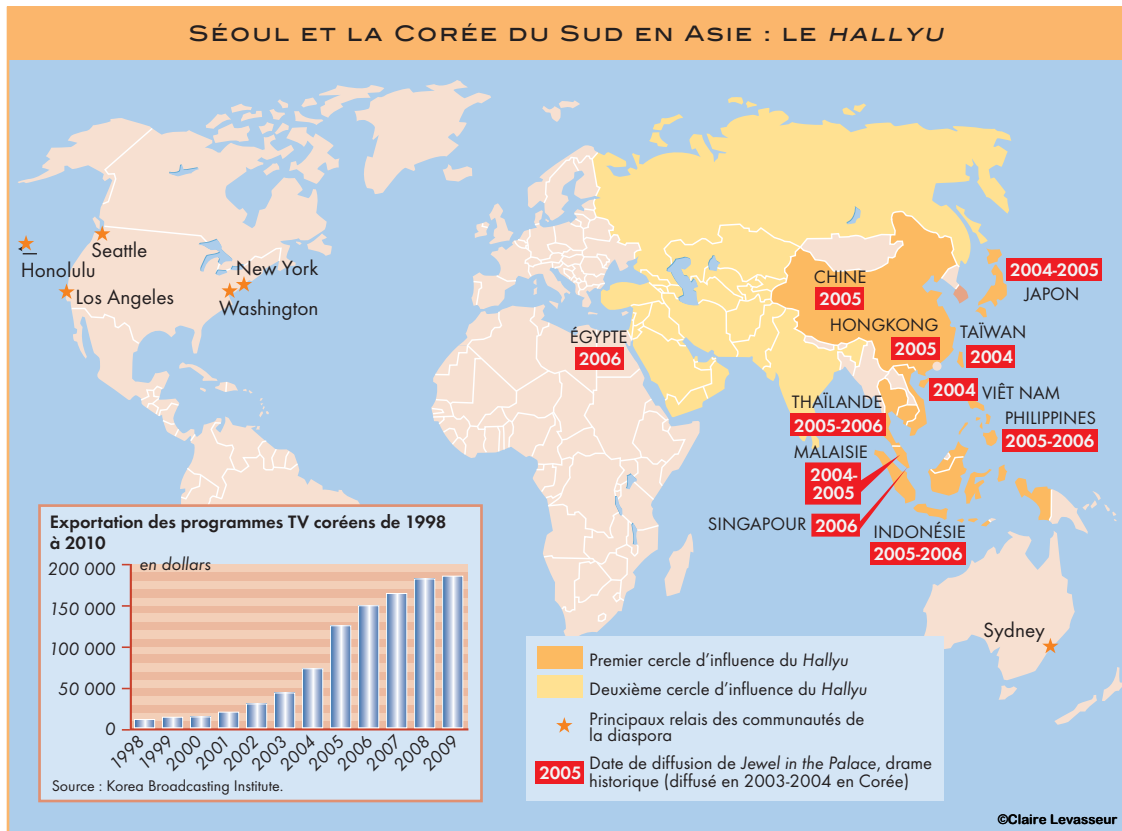 SÉOUL ET LA CORÉE DU SUD EN ASIE : LE HALLYU
Seattle
Honolulu
Los Angeles
New York
Washington
CHINE
2005
2004-2005
JAPON
HONGKONG
2005
TAÏWAN
2004
ÉGYPTE
2006
2004 VIÊT NAM
THAÏLANDE
2005-2006
PHILIPPINES
2005-2006
MALAISIE
2004-
2005
SINGAPOUR 2006
INDONÉSIE
2005-2006
Sydney
Exportation des programmes TV coréens de 1998
à 2010
en dollars
200 000
150 000
100 000
50 000
0
1998 1999 2000 2001 2002 2003 2004 2005 2006 2007 2008 2009
Source : Korea Broadcasting Institute.
Premier cercle d'influence du Hallyu
Deuxième cercle d'influence du Hallyu
Principaux relais des communautés de
la diaspora
2005 Date de diffusion de Jewel in the Palace, drame
historique (diffusé en 2003-2004 en Corée)
©Claire Levasseur